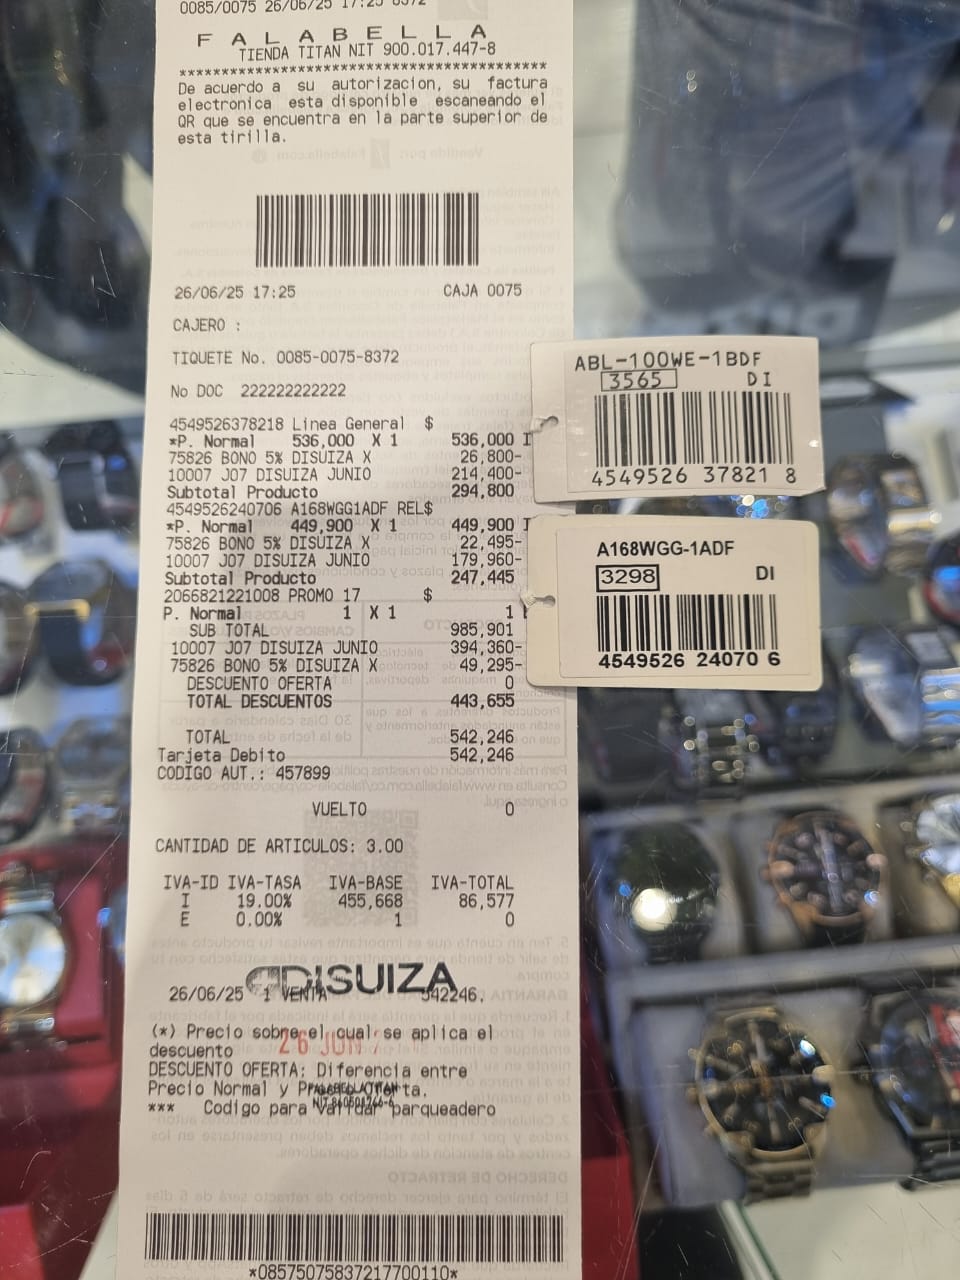 0085/0075 26/06/25 17:25 8372
F A L A B E L L A
TIENDA TITAN NIT 900.017.447-8
**************************************************
De acuerdo a su autorizacion, su factura
electronica esta disponible escaneando el
QR que se encuentra en la parte superior de
esta tirilla.
26/06/25 17:25 CAJA 0075
CAJERO :
TIQUETE No. 0085-0075-8372
No DOC 222222222222
4549526378218 Linea General $
*P. Normal 536,000 X 1 536,000 I
75826 BONO 5% DISUIZA X 26,800-
10007 J07 DISUIZA JUNIO 214,400-
Subtotal Producto 294,800
4549526240706 A168WGG1ADF REL$
*P. Normal 449,900 X 1 449,900 I
75826 BONO 5% DISUIZA X 22,495-
10007 J07 DISUIZA JUNIO 179,960-
Subtotal Producto 247,445
2066821221008 PROMO 17 $
P. Normal 1 X 1 1
SUB TOTAL 985,901
10007 J07 DISUIZA JUNIO 394,360-
75826 BONO 5% DISUIZA X 49,295-
DESCUENTO OFERTA 0
TOTAL DESCUENTOS 443,655
TOTAL 542,246
Tarjeta Debito 542,246
CODIGO AUT.: 457899
VUELTO 0
CANTIDAD DE ARTICULOS: 3.00
IVA-ID IVA-TASA IVA-BASE IVA-TOTAL
I 19.00% 455,668 86,577
E 0.00% 1 0
DISUIZA
26/06/25 1 VENTA 542246.
(*) Precio sobre el cual se aplica el
26 JUN
descuento
DESCUENTO OFERTA: Diferencia entre
Precio Normal y Precio Oferta.
FALABELLA TITAN
*** Codigo para Validar parqueadero
*08575075837217700110*
ABL-100WE-1BDF
3565 DI
4549526 37821 8
A168WGG-1ADF
3298 DI
4549526 24070 6